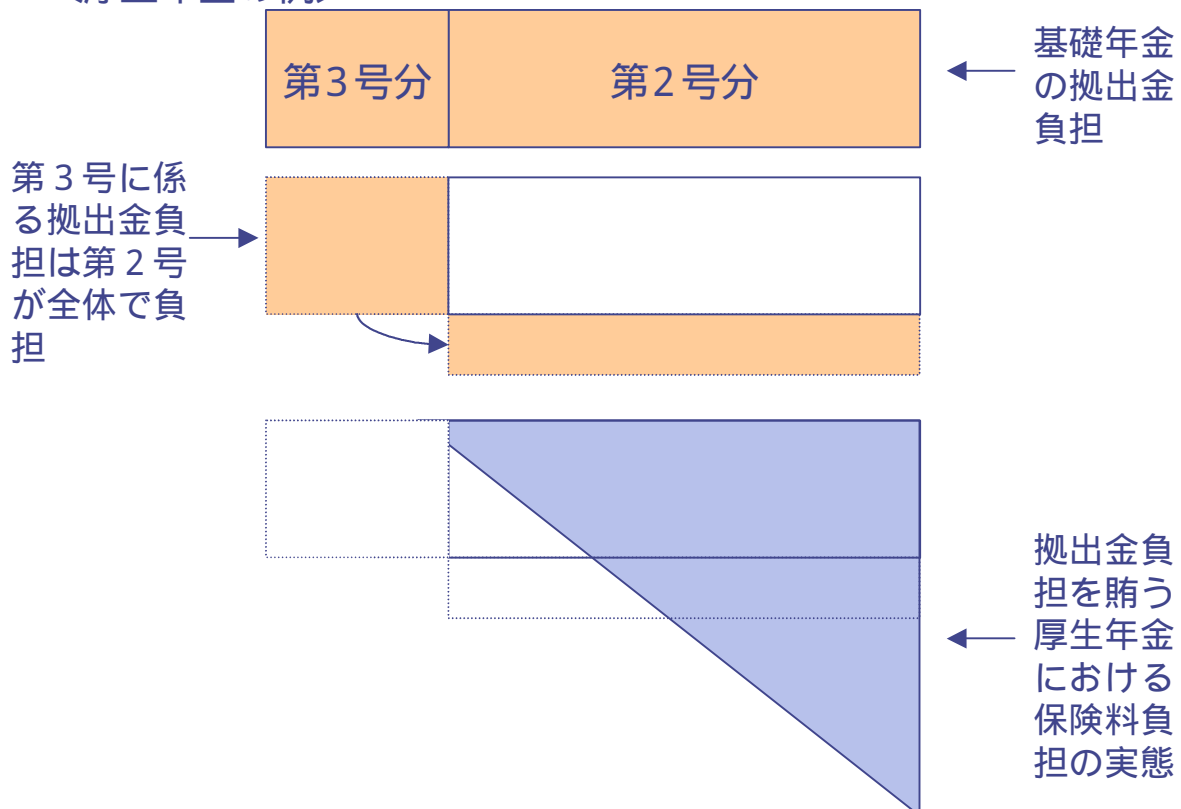 第3号分
第2号分
基礎年金
の拠出金
負担
第3号に係
る拠出金負
担は第2号
が全体で負
担
拠出金負
担を賄う
厚生年金
における
保険料負
担の実態